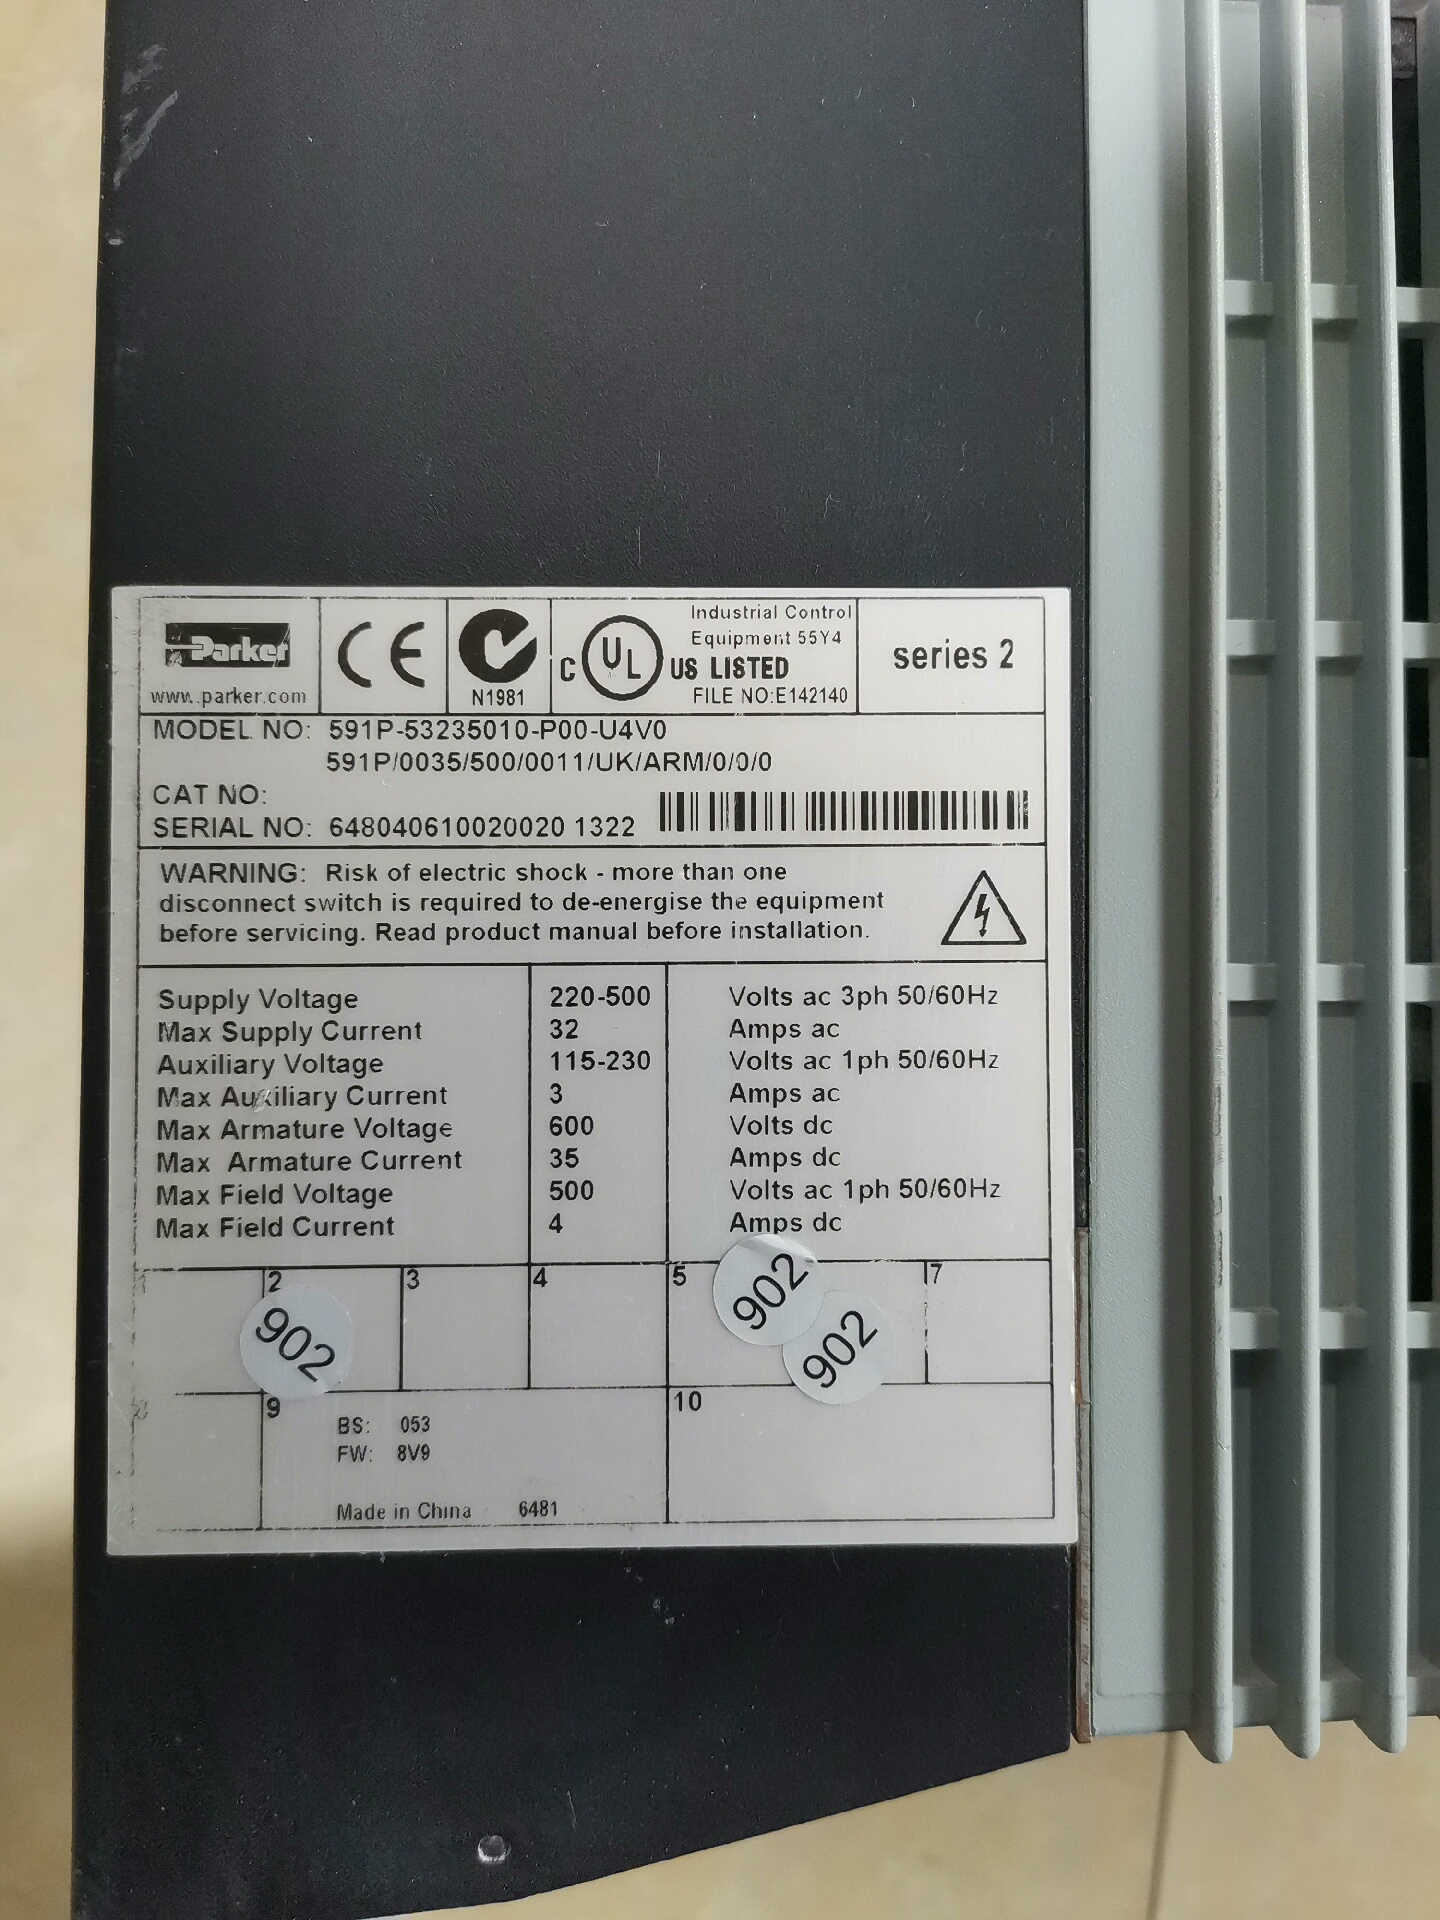 Parker
www.parker.com
CE
N1981
C UL US LISTED
Industrial Control
Equipment 55Y4
FILE NO:E142140
series 2
MODEL NO: 591P-53235010-P00-U4V0
591P/0035/500/0011/UK/ARM/0/0/0
CAT NO:
SERIAL NO: 648040610020020 1322
WARNING: Risk of electric shock - more than one
disconnect switch is required to de-energise the equipment
before servicing. Read product manual before installation.
Supply Voltage 220-500 Volts ac 3ph 50/60Hz
Max Supply Current 32 Amps ac
Auxiliary Voltage 115-230 Volts ac 1ph 50/60Hz
Max Auxiliary Current 3 Amps ac
Max Armature Voltage 600 Volts dc
Max Armature Current 35 Amps dc
Max Field Voltage 500 Volts ac 1ph 50/60Hz
Max Field Current 4 Amps dc
2 3 4 5 7
902 902 902
9 10
BS: 053
FW: 8V9
Made in China 6481